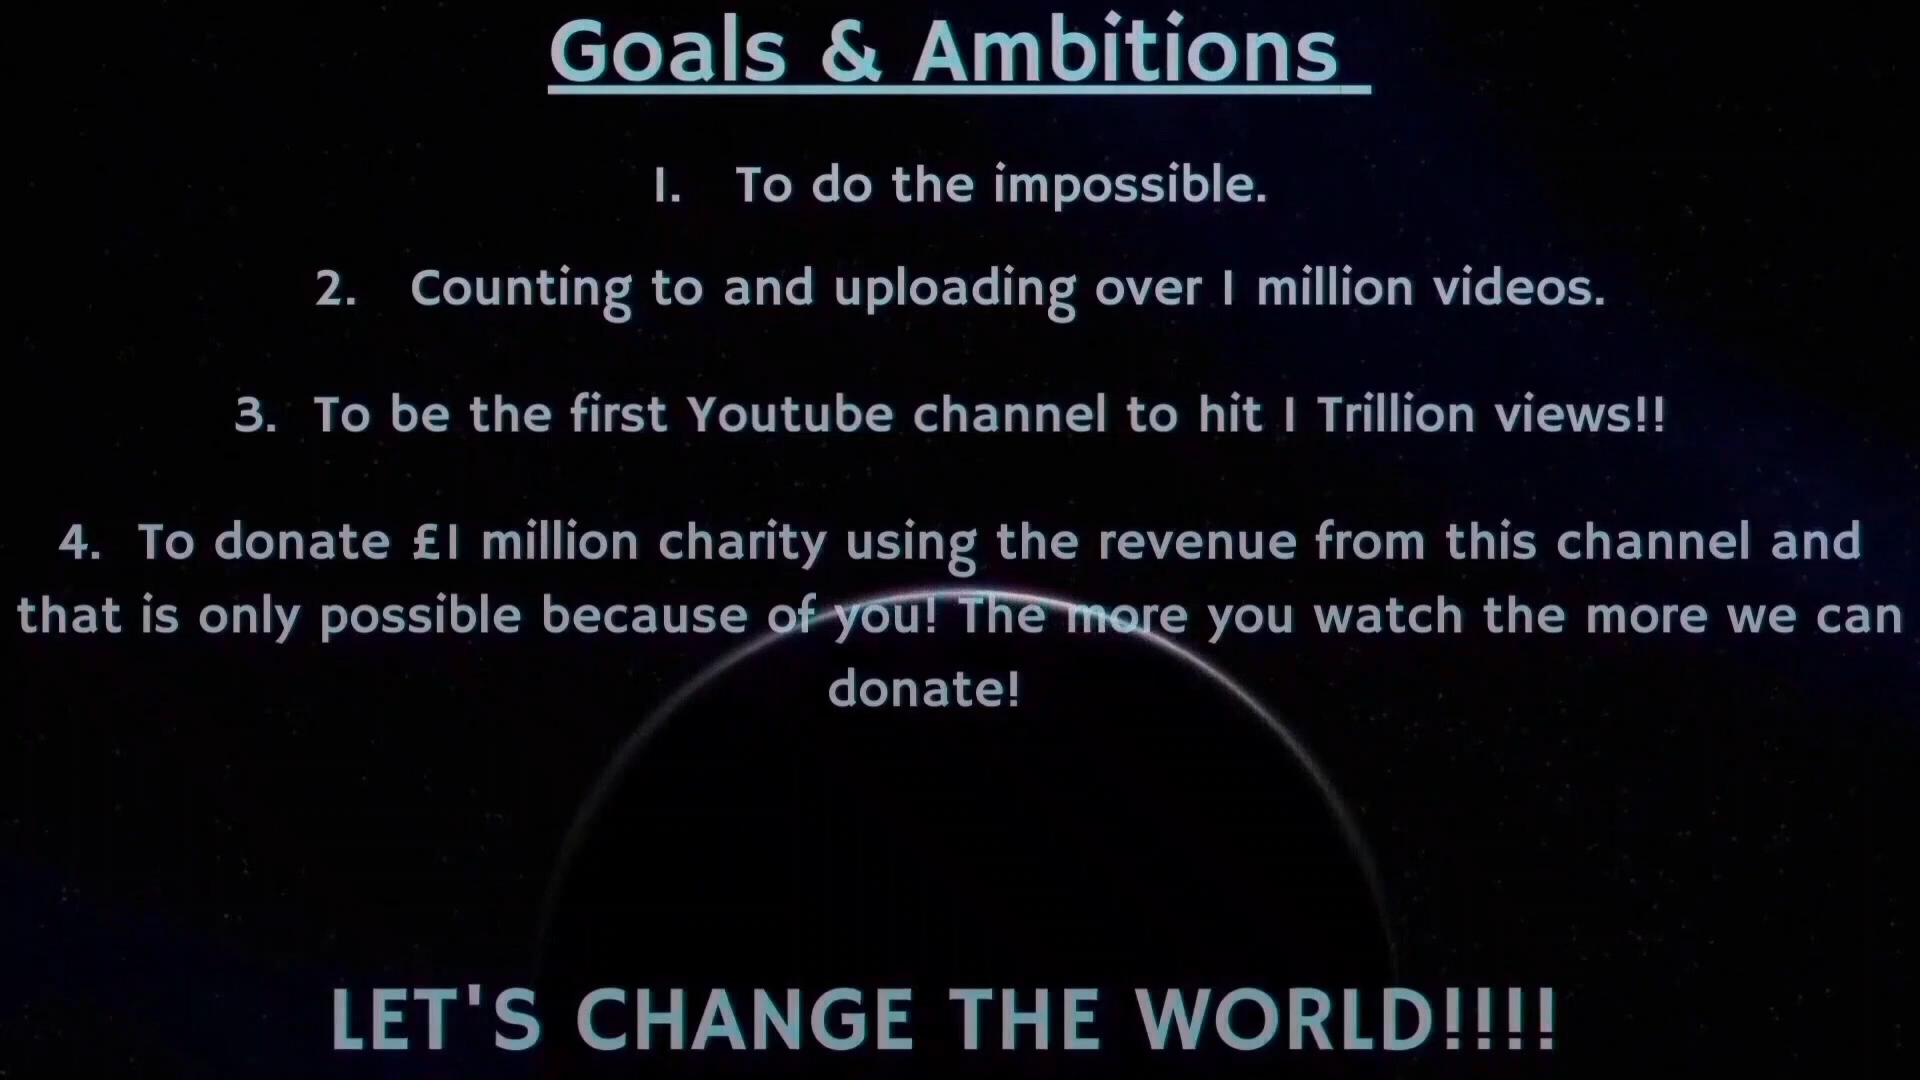 Goals & Ambitions
1. To do the impossible.
2. Counting to and uploading over 1 million videos.
3. To be the first Youtube channel to hit 1 Trillion views!!
4. To donate £1 million charity using the revenue from this channel and
that is only possible because of you! The more you watch the more we can
donate!
LET'S CHANGE THE WORLD!!!!